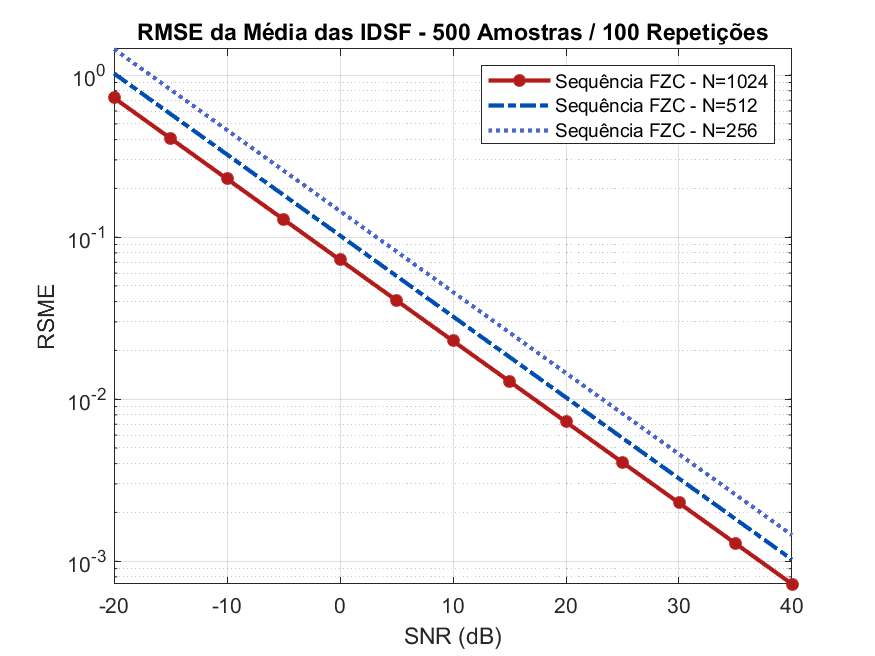 RMSE da Média das IDSF - 500 Amostras / 100 Repetições
Sequência FZC - N=1024
Sequência FZC - N=512
Sequência FZC - N=256
10^0
10^-1
10^-2
10^-3
RSME
-20 -10 0 10 20 30 40
SNR (dB)